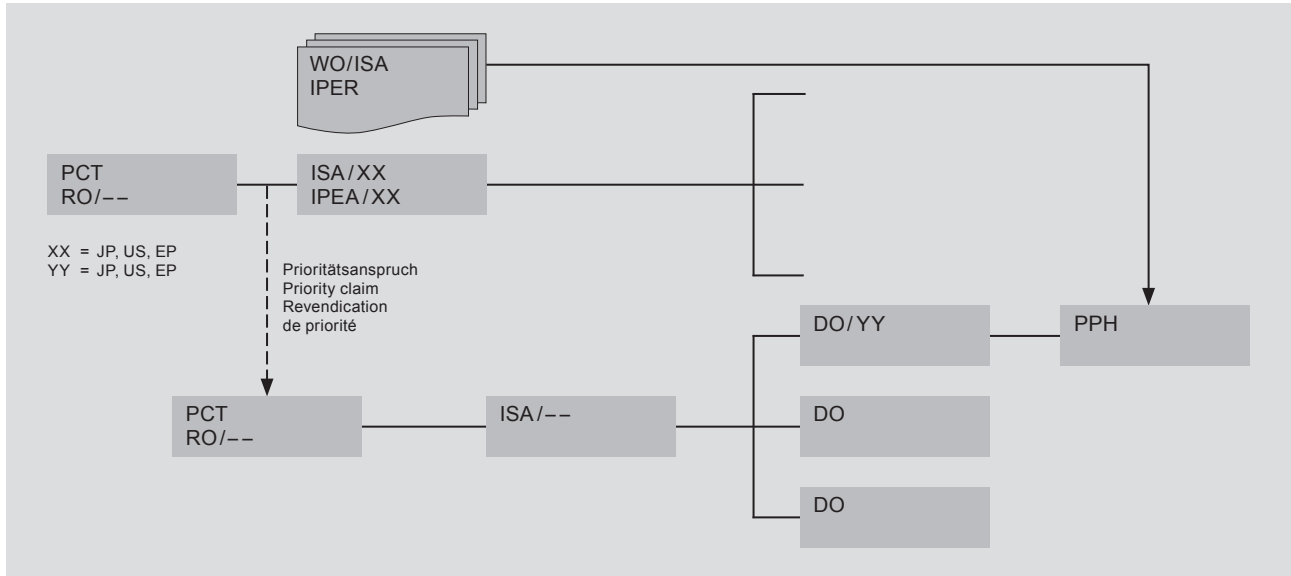 WO/ISA
IPER
PCT
RO/--
ISA/XX
IPEA/XX
XX = JP, US, EP
YY = JP, US, EP
Prioritätsanspruch
Priority claim
Revendication
de priorité
DO/YY
PPH
PCT
RO/--
ISA/--
DO
DO